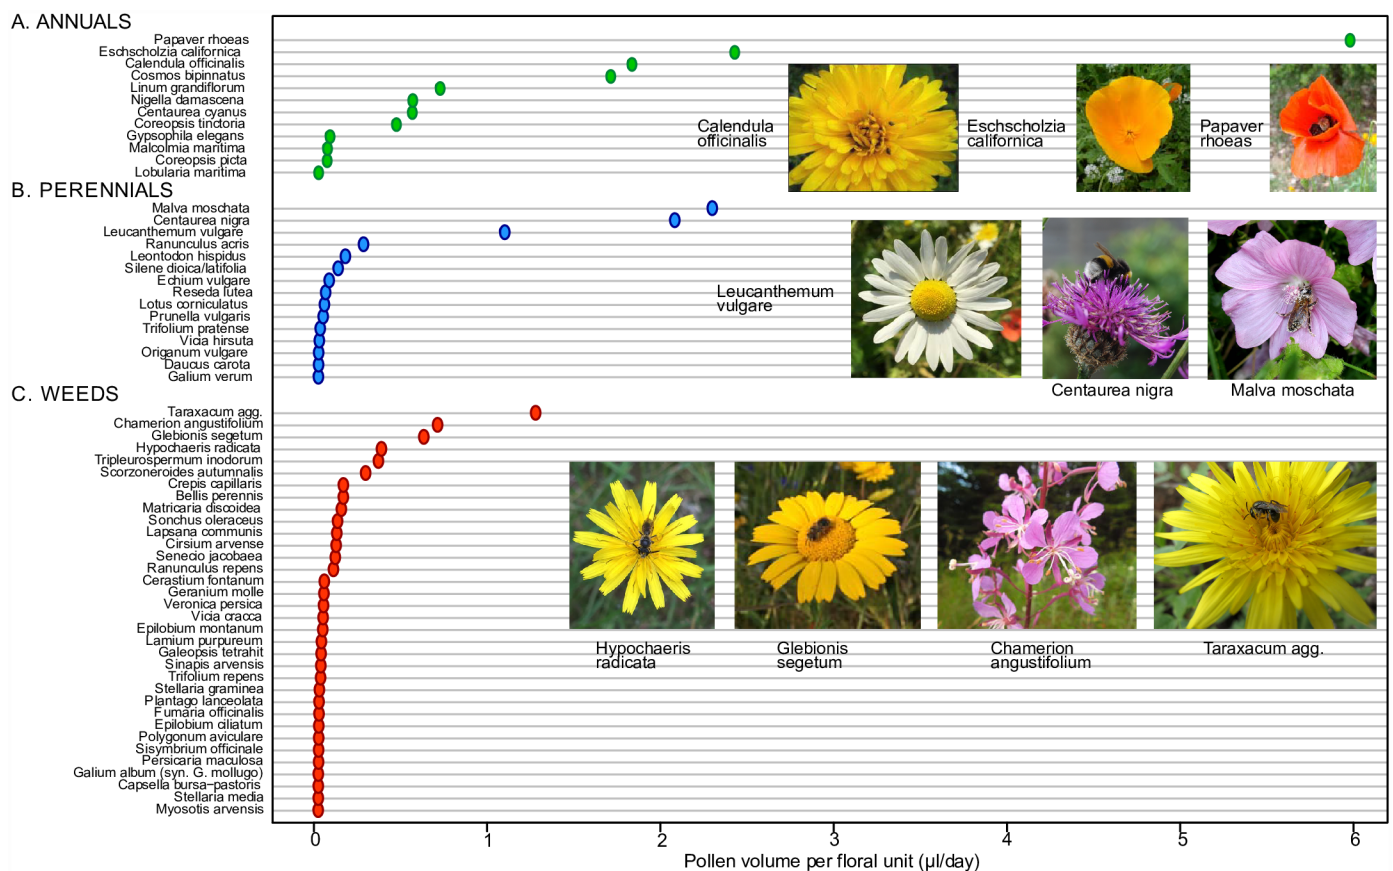 A. ANNUALS
Papaver rhoeas
Eschscholzia californica
Calendula officinalis
Cosmos bipinnatus
Linum grandiflorum
Nigella damascena
Centaurea cyanus
Coreopsis tinctoria
Gypsophila elegans
Malcolmia maritima
Coreopsis picta
Lobularia maritima
Calendula
officinalis
Eschscholzia
californica
Papaver
rhoeas
B. PERENNIALS
Malva moschata
Centaurea nigra
Leucanthemum vulgare
Ranunculus acris
Leontodon hispidus
Silene dioica/latifolia
Echium vulgare
Reseda lutea
Lotus corniculatus
Prunella vulgaris
Trifolium pratense
Vicia hirsuta
Origanum vulgare
Daucus carota
Galium verum
Leucanthemum
vulgare
Centaurea nigra
Malva moschata
C. WEEDS
Taraxacum agg.
Chamerion angustifolium
Glebionis segetum
Hypochaeris radicata
Tripleurospermum inodorum
Scorzoneroides autumnalis
Crepis capillaris
Bellis perennis
Matricaria discoidea
Sonchus oleraceus
Lapsana communis
Cirsium arvense
Senecio jacobaea
Ranunculus repens
Cerastium fontanum
Geranium molle
Veronica persica
Vicia cracca
Epilobium montanum
Lamium purpureum
Galeopsis tetrahit
Sinapis arvensis
Trifolium repens
Stellaria graminea
Plantago lanceolata
Fumaria officinalis
Epilobium ciliatum
Polygonum aviculare
Sisymbrium officinale
Persicaria maculosa
Galium album (syn. G. mollugo)
Capsella bursa−pastoris
Stellaria media
Myosotis arvensis
Hypochaeris
radicata
Glebionis
segetum
Chamerion
angustifolium
Taraxacum agg.
0 1 2 3 4 5 6
Pollen volume per floral unit (µl/day)